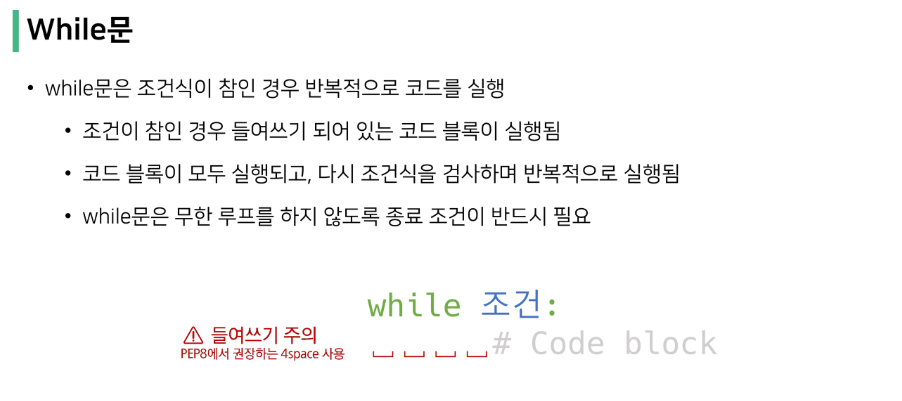 While문
• while문은 조건식이 참인 경우 반복적으로 코드를 실행
• 조건이 참인 경우 들여쓰기 되어 있는 코드 블록이 실행됨
• 코드 블록이 모두 실행되고, 다시 조건식을 검사하며 반복적으로 실행됨
• while문은 무한 루프를 하지 않도록 종료 조건이 반드시 필요
while 조건:
⚠ 들여쓰기 주의
PEP8에서 권장하는 4space 사용
# Code block